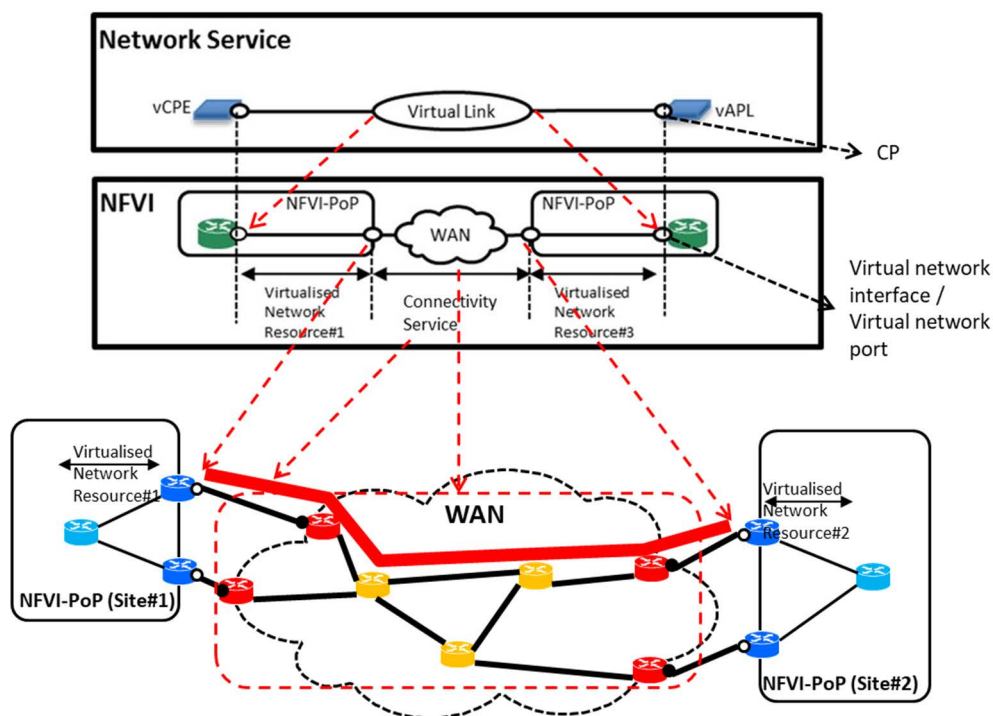 Network Service
vCPE
Virtual Link
vAPL
CP
NFVI
NFVI-PoP
WAN
NFVI-PoP
Virtualised
Network
Resource#1
Connectivity
Service
Virtualised
Network
Resource#3
Virtual network
interface /
Virtual network
port
Virtualised
Network
Resource#1
WAN
Virtualised
Network
Resource#2
NFVI-PoP (Site#1)
NFVI-PoP (Site#2)